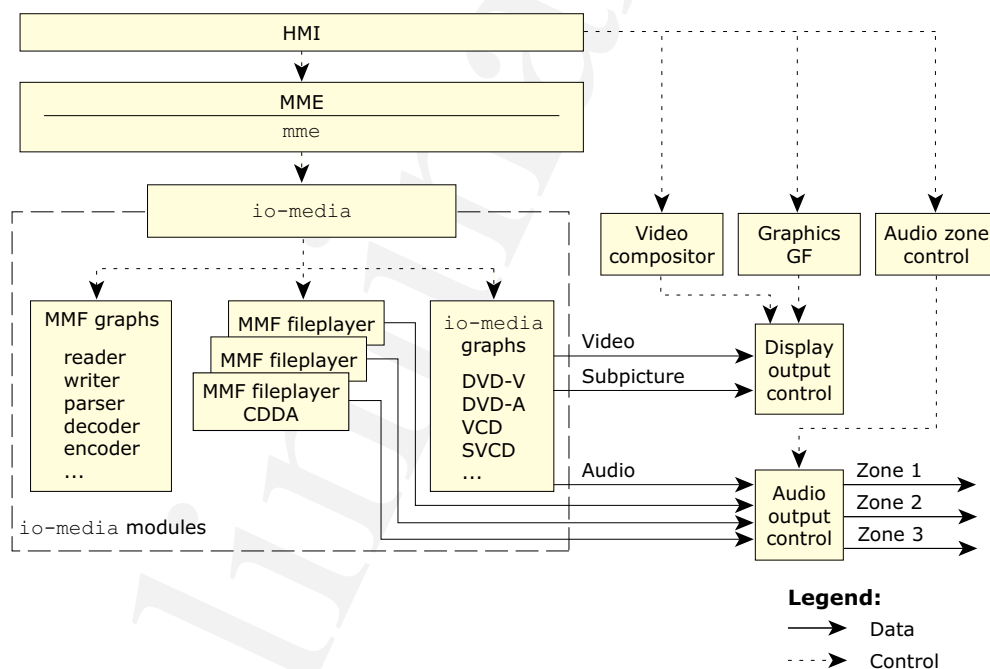 HMI
MME
mme
io-media
Video
compositor
Graphics
GF
Audio zone
control
MMF graphs
reader
writer
parser
decoder
encoder
...
MMF fileplayer
MMF fileplayer
MMF fileplayer
CDDA
io-media
graphs
DVD-V
DVD-A
VCD
SVCD
...
Video
Subpicture
Display
output
control
Audio
Audio
output
control
Zone 1
Zone 2
Zone 3
io-media modules
Legend:
Data
Control